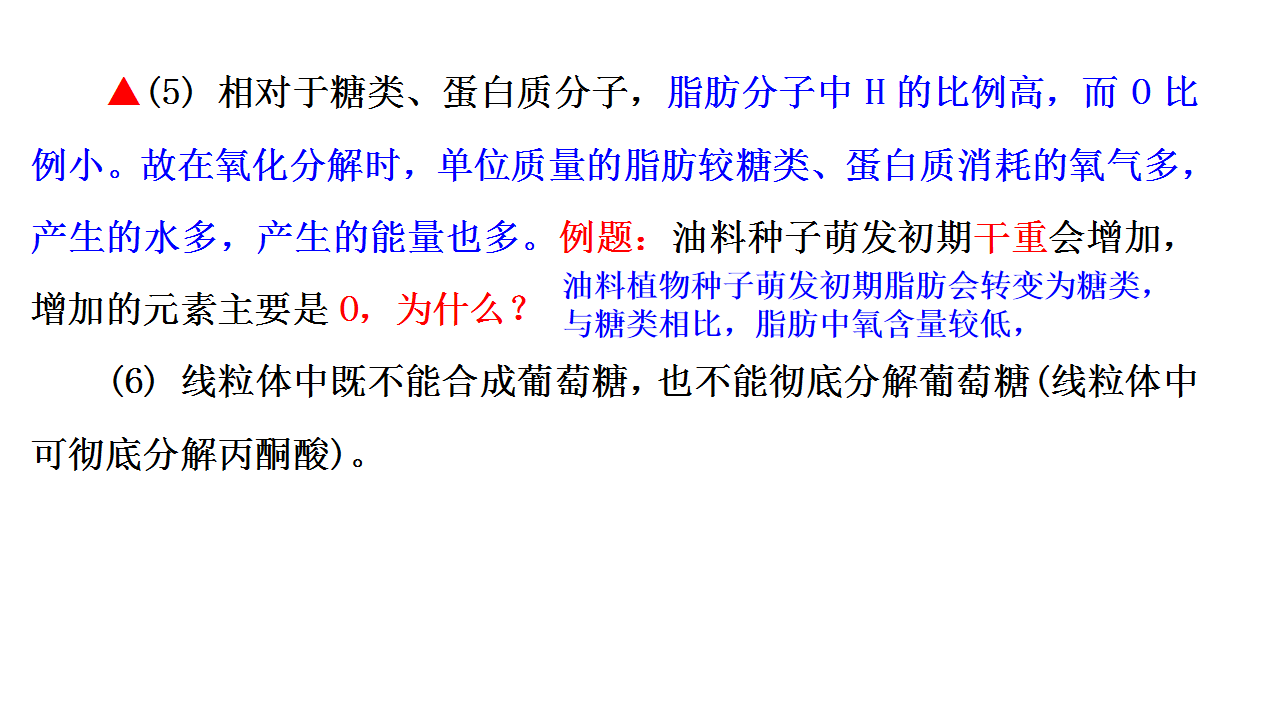 ▲(5) 相对于糖类、蛋白质分子，脂肪分子中 H 的比例高，而 O 比
例小。故在氧化分解时，单位质量的脂肪较糖类、蛋白质消耗的氧气多，
产生的水多，产生的能量也多。例题：油料种子萌发初期干重会增加，
增加的元素主要是 O，为什么？
油料植物种子萌发初期脂肪会转变为糖类，
与糖类相比，脂肪中氧含量较低，
(6) 线粒体中既不能合成葡萄糖，也不能彻底分解葡萄糖(线粒体中
可彻底分解丙酮酸)。